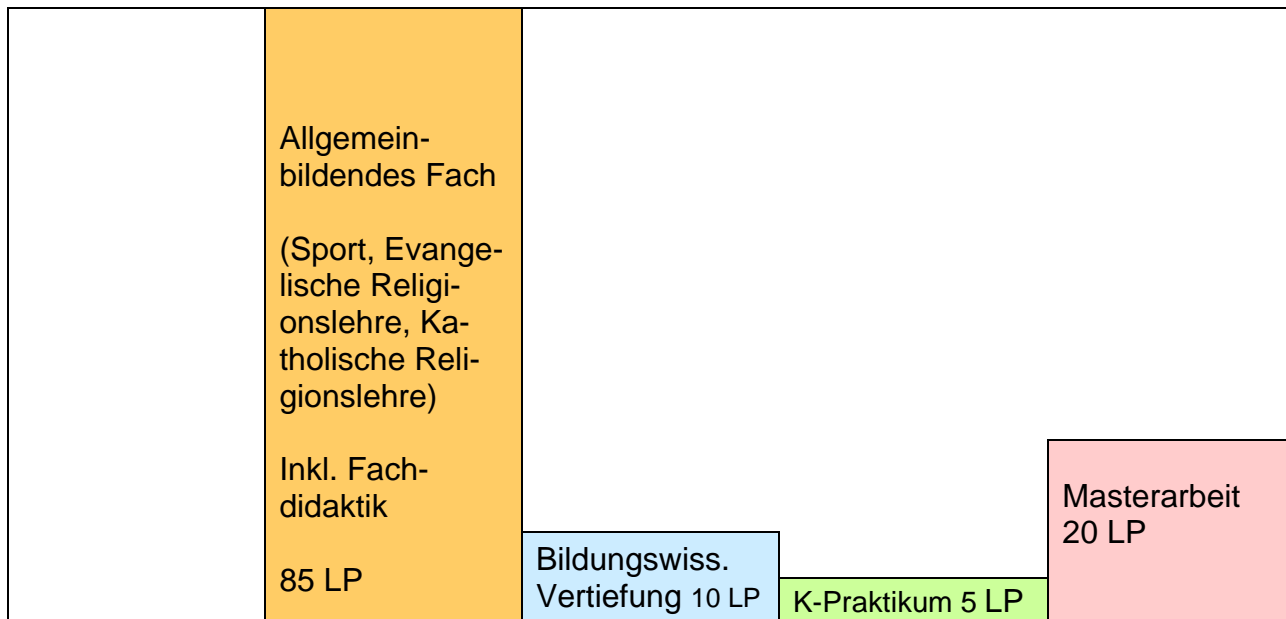 Allgemein-
bildendes Fach
(Sport, Evange-
lische Religi-
onslehre, Ka-
tholische Reli-
gionslehre)
Inkl. Fach-
didaktik
85 LP
Bildungswiss.
Vertiefung 10 LP
K-Praktikum 5 LP
Masterarbeit
20 LP